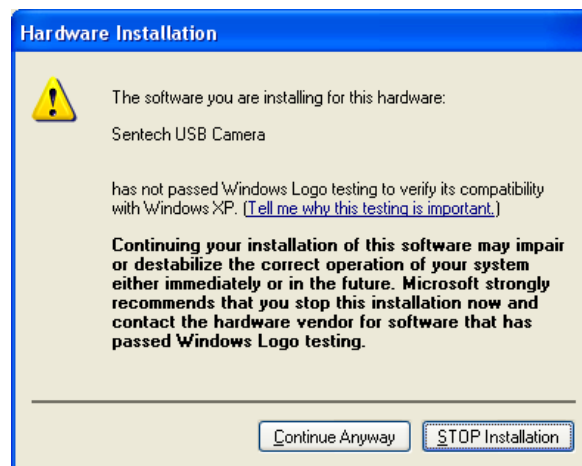 Hardware Installation
The software you are installing for this hardware:
Sentech USB Camera
has not passed Windows Logo testing to verify its compatibility
with Windows XP. (Tell me why this testing is important.)
Continuing your installation of this software may impair
or destabilize the correct operation of your system
either immediately or in the future. Microsoft strongly
recommends that you stop this installation now and
contact the hardware vendor for software that has
passed Windows Logo testing.
Continue Anyway
STOP Installation